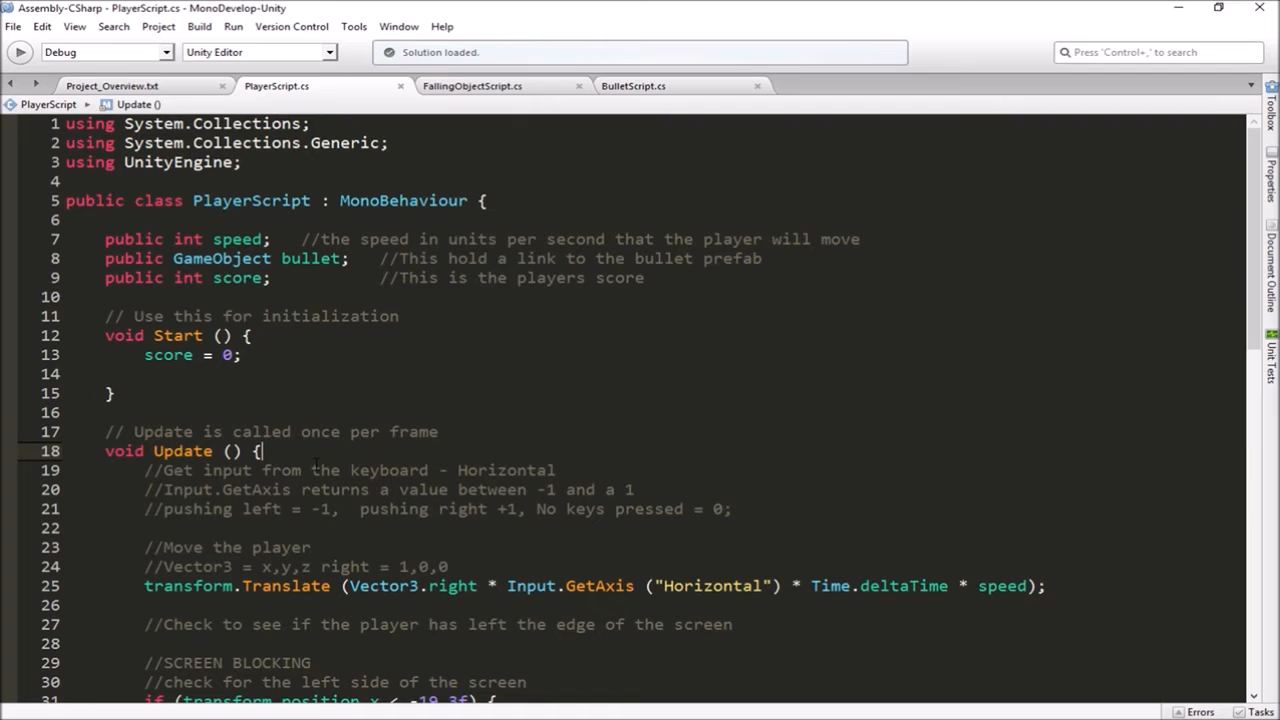 Assembly-CSharp - PlayerScript.cs - MonoDevelop-Unity
File Edit View Search Project Build Run Version Control Tools Window Help
Debug Unity Editor Solution loaded. Press 'Control+,' to search
Project_Overview.txt PlayerScript.cs FallingObjectScript.cs BulletScript.cs
PlayerScript Update ()
1 using System.Collections;
2 using System.Collections.Generic;
3 using UnityEngine;
4
5 public class PlayerScript : MonoBehaviour {
6
7 public int speed; //the speed in units per second that the player will move
8 public GameObject bullet; //This hold a link to the bullet prefab
9 public int score; //This is the players score
10
11 // Use this for initialization
12 void Start () {
13 score = 0;
14
15 }
16
17 // Update is called once per frame
18 void Update () {
19 //Get input from the keyboard - Horizontal
20 //Input.GetAxis returns a value between -1 and a 1
21 //pushing left = -1, pushing right +1, No keys pressed = 0;
22
23 //Move the player
24 //Vector3 = x,y,z right = 1,0,0
25 transform.Translate (Vector3.right * Input.GetAxis ("Horizontal") * Time.deltaTime * speed);
26
27 //Check to see if the player has left the edge of the screen
28
29 //SCREEN BLOCKING
30 //check for the left side of the screen
31 if (transform.position.x < -19.3f) {
Toolbox
Properties
Document Outline
Unit Tests
Errors Tasks